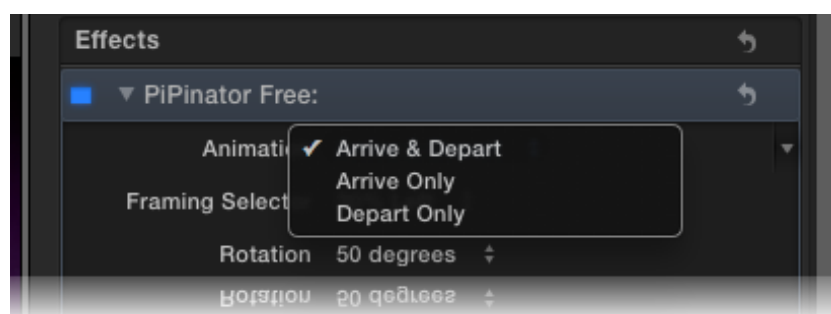 Effects
PiPinator Free:
Animati ✓ Arrive & Depart
Arrive Only
Framing Select
Depart Only
Rotation 50 degrees
Rotation 50 degrees